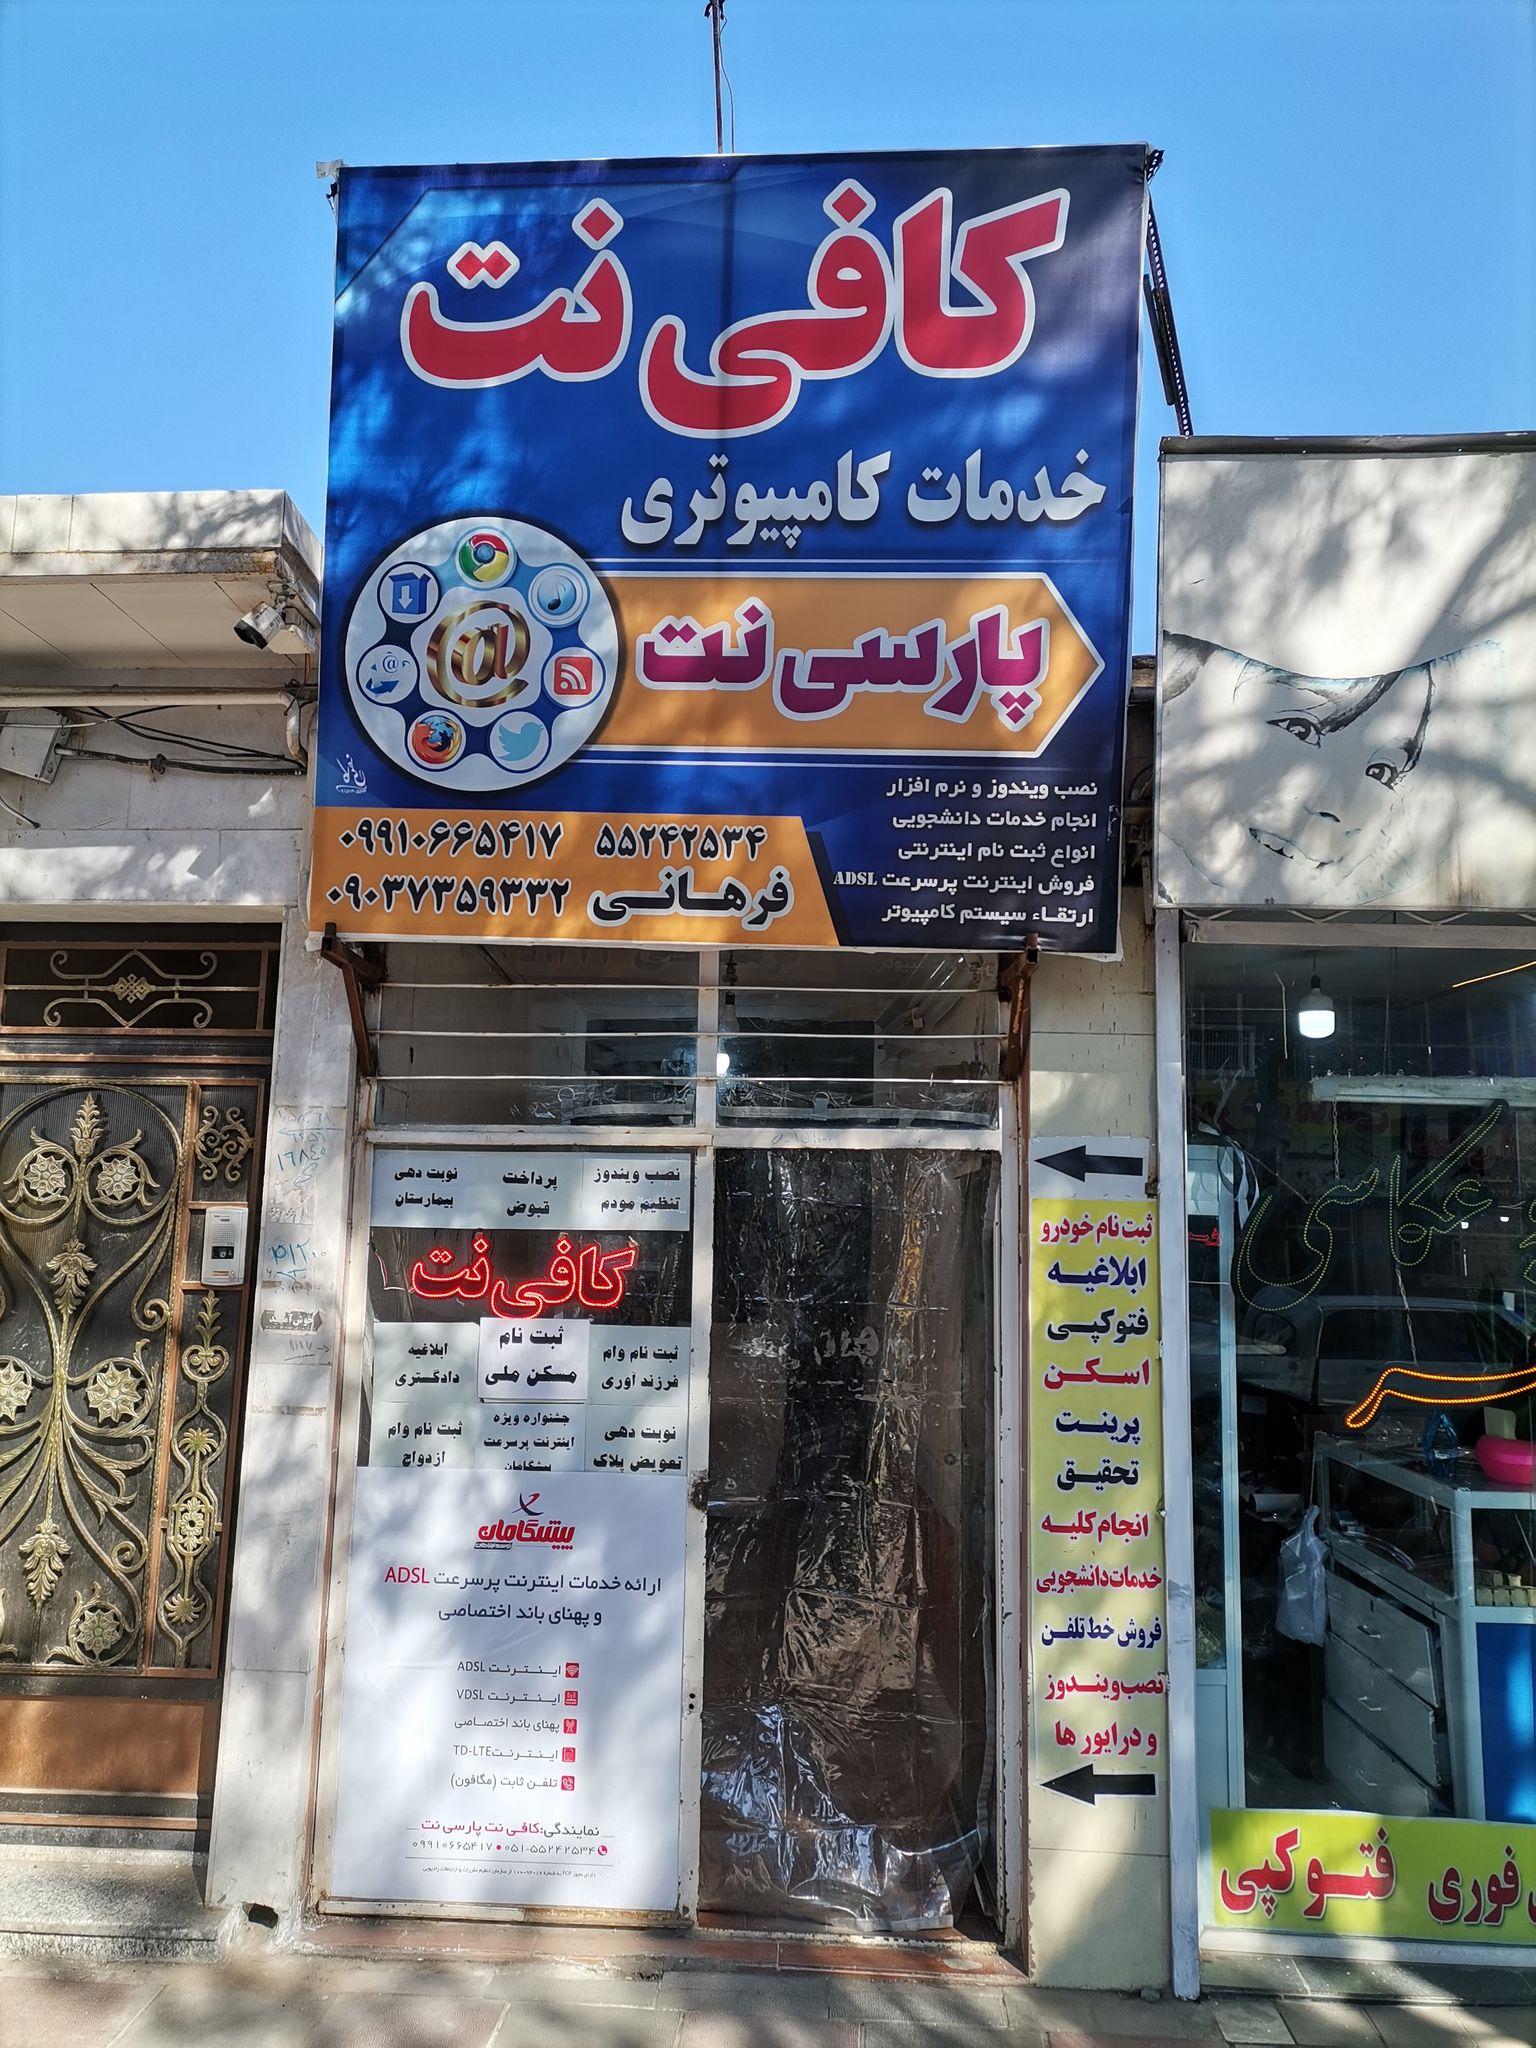 کافی نت
خدمات کامپیوتری
پارسی نت
نصب ویندوز و نرم افزار
انجام خدمات دانشجویی
انواع ثبت نام اینترنتی
فروش اینترنت پرسرعت ADSL
ارتقاء سیستم کامپیوتر
۵۵۲۴۲۵۳۴ ۰۹۹۱۰۶۶۵۴۱۷
فرهانی ۰۹۰۳۷۳۵۹۳۳۲
نصب ویندوز
تنظیم مودم
پرداخت
قبوض
نوبت دهی
بیمارستان
کافی نت
ثبت نام وام
فرزند آوری
ثبت نام
مسکن ملی
ابلاغیه
دادگستری
نوبت دهی
تعویض پلاک
جشنواره ویژه
اینترنت پرسرعت
پیشگامان
ثبت نام وام
ازدواج
پیشگامان
ارائه خدمات اینترنت پرسرعت ADSL
و پهنای باند اختصاصی
اینترنت ADSL
اینترنت VDSL
پهنای باند اختصاصی
اینترنت TD-LTE
تلفن ثابت (مگافون)
نمایندگی: کافی نت پارسی نت
۰۵۱-۵۵۲۴۲۵۳۴ • ۰۹۹۱۰۶۶۵۴۱۷
ثبت نام خودرو
ابلاغیه
فتوکپی
اسکن
پرینت
تحقیق
انجام کلیه
خدمات دانشجویی
فروش خط تلفن
نصب ویندوز
و درایور ها
خوش آمدید
عکاسی
فوری فتوکپی